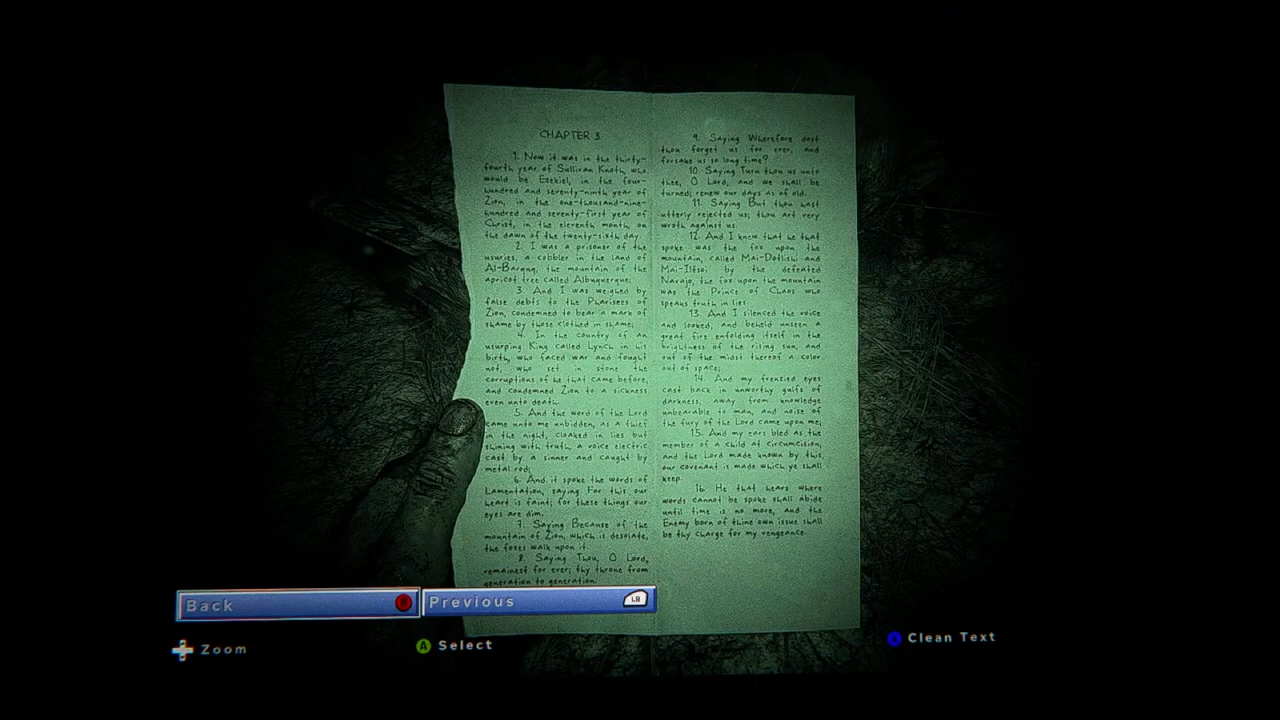 CHAPTER 3
1. Now it was in the thirty-
fourth year of Sullivan Knoth, who
would be Ezekiel, in the four-
hundred and seventy-ninth year of
Zion, in the one-thousand-nine-
hundred and seventy-first year of
Christ, in the eleventh month, on
the dawn of the twenty-sixth day.
2. I was a prisoner of the
usuries, a cobbler in the land of
Al-Barquq, the mountain of the
apricot tree called Albuquerque;
3. And I was weighed by
false debts to the Pharisees of
Zion, condemned to bear a mark of
shame by those clothed in shame;
4. In the country of an
usurping King called Lynch in his
birth, who faced war and fought
not, who set in stone the
corruptions of he that came before,
and condemned Zion to a sickness
even unto death.
5. And the word of the Lord
came unto me unbidden, as a thief
in the night, cloaked in lies but
shining with truth, a voice electric
cast by a sinner and caught by
metal rod;
6. And it spoke the words of
Lamentation, saying For this our
heart is faint; for these things our
eyes are dim.
7. Saying Because of the
mountain of Zion, which is desolate,
the foxes walk upon it.
8. Saying Thou, O Lord,
remainest for ever; thy throne from
generation to generation.
9. Saying Wherefore dost
thou forget us for ever, and
forsake us so long time?
10. Saying Turn thou us unto
thee, O Lord, and we shall be
turned; renew our days as of old.
11. Saying But thou hast
utterly rejected us; thou art very
wroth against us.
12. And I knew that he that
spoke was the fox upon the
mountain, called Mai-Dotlishi and
Mai-Iltsoi by the defeated
Navajo, the fox upon the mountain
was the Prince of Chaos who
speaks truth in lies.
13. And I silenced the voice
and looked, and beheld unseen a
great fire enfolding itself in the
brightness of the rising sun, and
out of the midst thereof a color
out of space;
14. And my frenzied eyes
cast back in unworthy gulfs of
darkness, away from knowledge
unbearable to man, and noise of
the fury of the Lord came upon me;
15. And my ears bled as the
member of a child at circumcision,
and the Lord made known by this,
our covenant is made which ye shall
keep.
16. He that hears where
words cannot be spoke shall abide
until time is no more, and the
Enemy born of thine own issue shall
be thy charge for my vengeance.
Back
Previous
LB
Zoom
A Select
X Clean Text